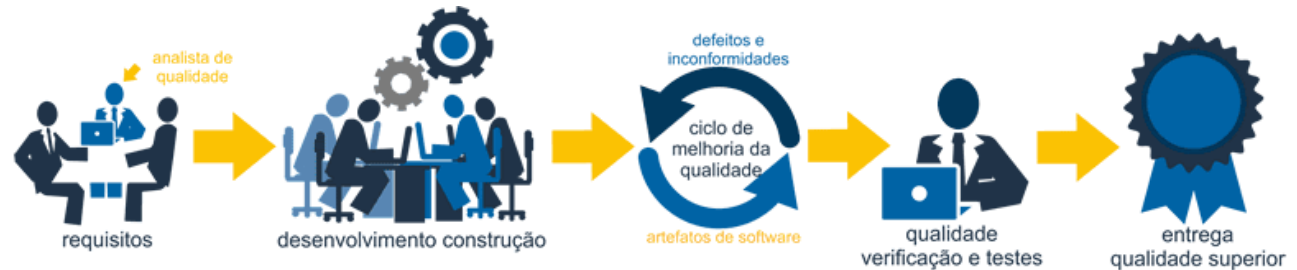 analista de
qualidade
requisitos
desenvolvimento construção
defeitos e
inconformidades
ciclo de
melhoria da
qualidade
artefatos de software
qualidade
verificação e testes
entrega
qualidade superior